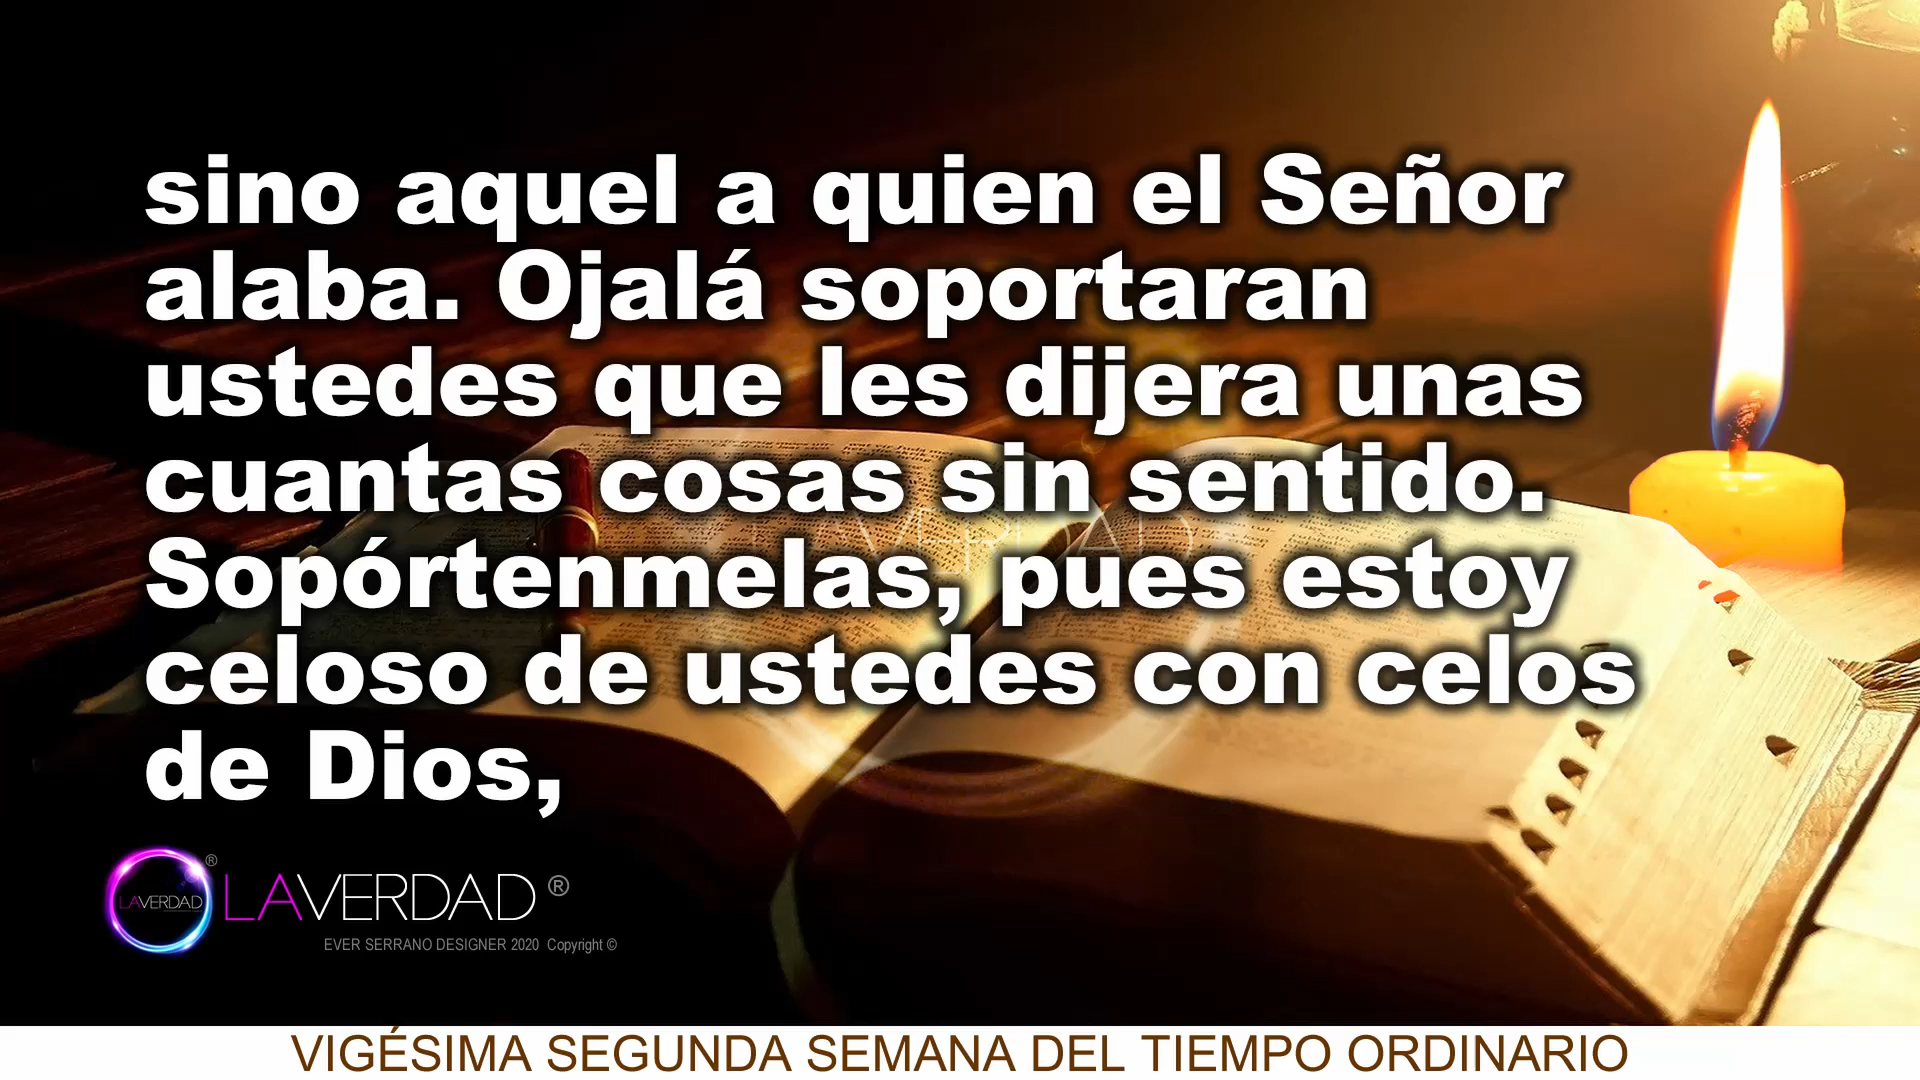 sino aquel a quien el Señor
alaba. Ojalá soportaran
ustedes que les dijera unas
cuantas cosas sin sentido.
Sopórtenmelas, pues estoy
celoso de ustedes con celos
de Dios,
VERDAD
LAVERDAD ®
LAVERDAD ®
EVER SERRANO DESIGNER 2020 Copyright ©
VIGÉSIMA SEGUNDA SEMANA DEL TIEMPO ORDINARIO